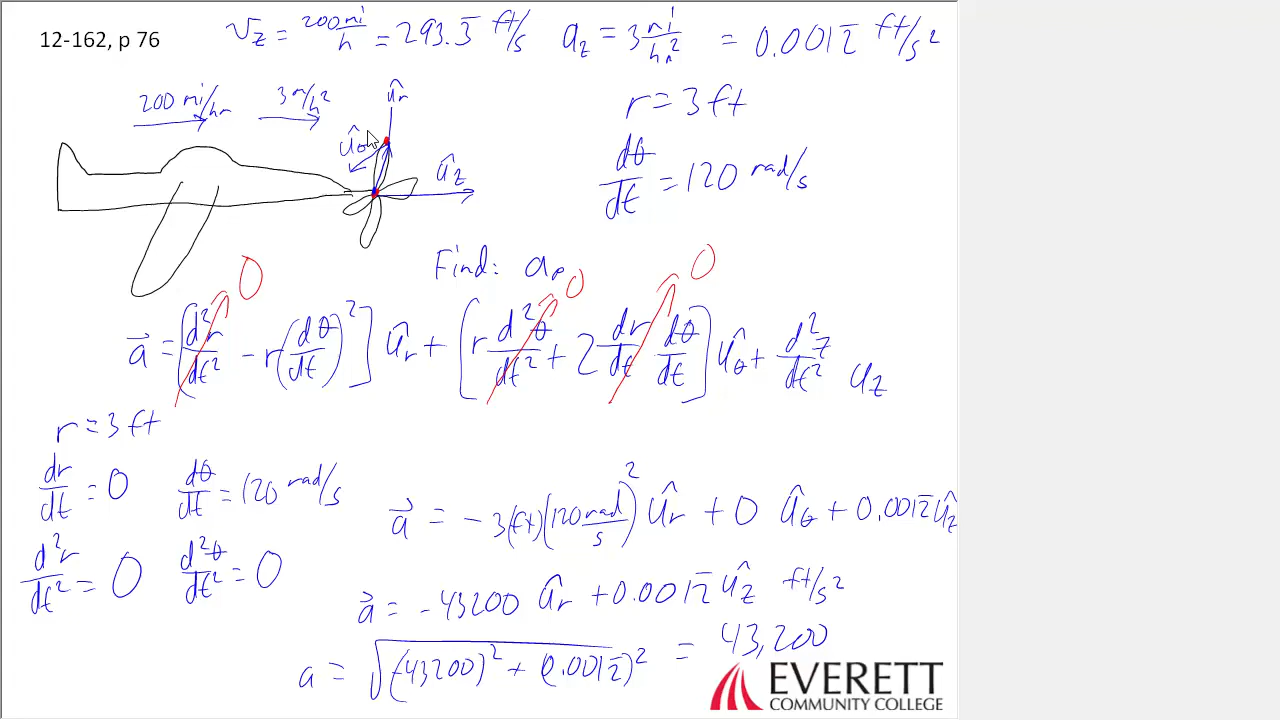 12-162, p 76
v_z = 200 mi/h = 293.3̄ ft/s
a_z = 3 mi/hr² = 0.0012̄ ft/s²
200 mi/hr
3 m/h²
û_r
û_θ
û_z
r = 3 ft
dθ/dt = 120 rad/s
Find: a_P
0 0 0
a⃗ = [d²r/dt² - r(dθ/dt)²] û_r + [r d²θ/dt² + 2 dr/dt dθ/dt] û_θ + d²z/dt² u_z
r = 3 ft
dr/dt = 0 dθ/dt = 120 rad/s
d²r/dt² = 0 d²θ/dt² = 0
a⃗ = -3(ft)(120 rad/s)² û_r + 0 û_θ + 0.0012̄ û_z
a⃗ = -43200 û_r + 0.0012̄ û_z ft/s²
a = √(-43200)² + (0.0012̄)² = 43,200
EVERETT
COMMUNITY COLLEGE